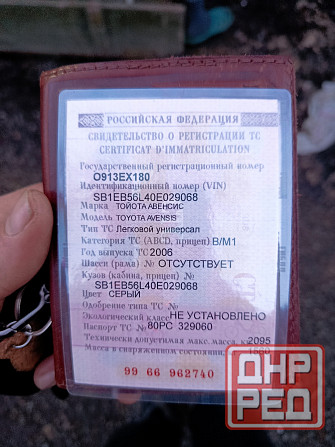 РОССИЙСКАЯ ФЕДЕРАЦИЯ
СВИДЕТЕЛЬСТВО О РЕГИСТРАЦИИ ТС
CERTIFICAT D'IMMATRICULATION
Государственный регистрационный номер
О913ЕХ180
Идентификационный номер (VIN)
SB1EB56L40E029068
Марка ТОЙОТА АВЕНСИС
Модель TOYOTA AVENSIS
Тип ТС Легковой универсал
Категория ТС (ABCD, прицеп) B/M1
Год выпуска ТС 2006
Шасси (рама) № ОТСУТСТВУЕТ
Кузов (кабина, прицеп) №
SB1EB56L40E029068
Цвет СЕРЫЙ
Одобрение типа ТС №
Экологический класс НЕ УСТАНОВЛЕНО
Паспорт ТС № 80РС 329060
Технически допустимая макс. масса, кг 2095
Масса в снаряженном состоянии,
99 66 962740
ДНР
РЕД